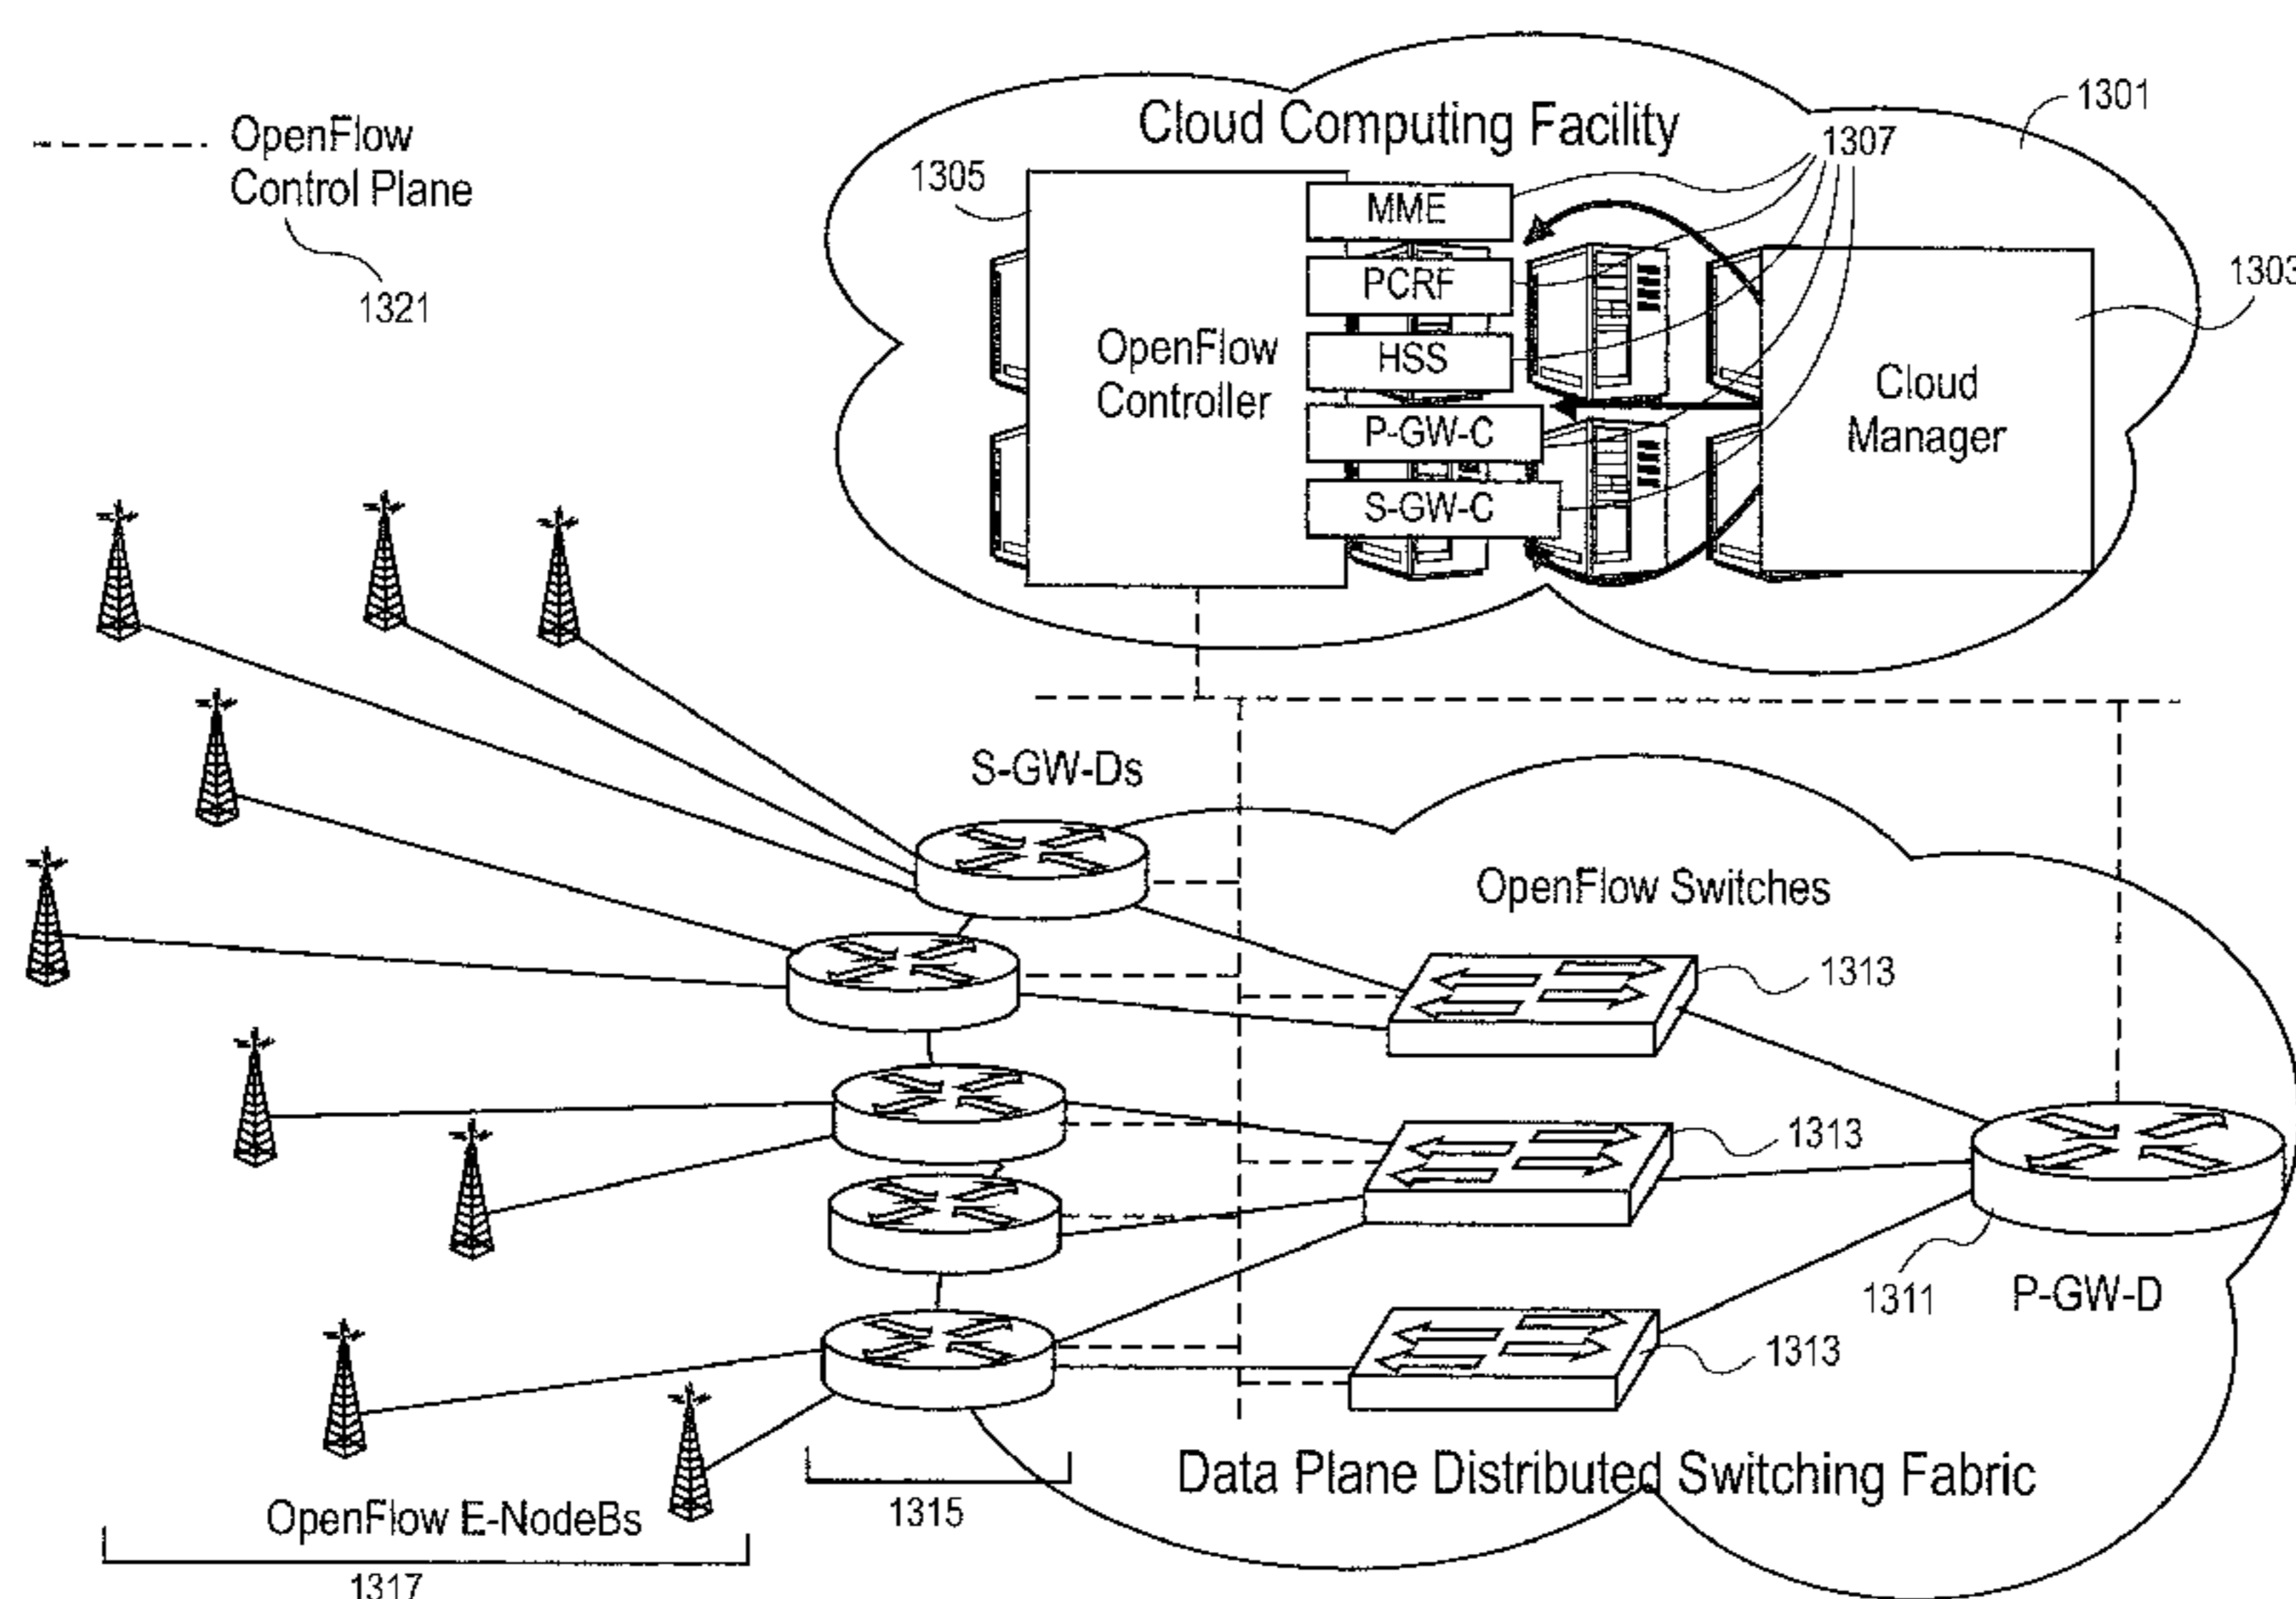 OpenFlow
Control Plane
1321
Cloud Computing Facility
1301
1305
1307
1303
MME
PCRF
HSS
P-GW-C
S-GW-C
OpenFlow
Controller
Cloud
Manager
S-GW-Ds
OpenFlow Switches
1313
1313
1313
1311
P-GW-D
Data Plane Distributed Switching Fabric
1315
OpenFlow E-NodeBs
1317